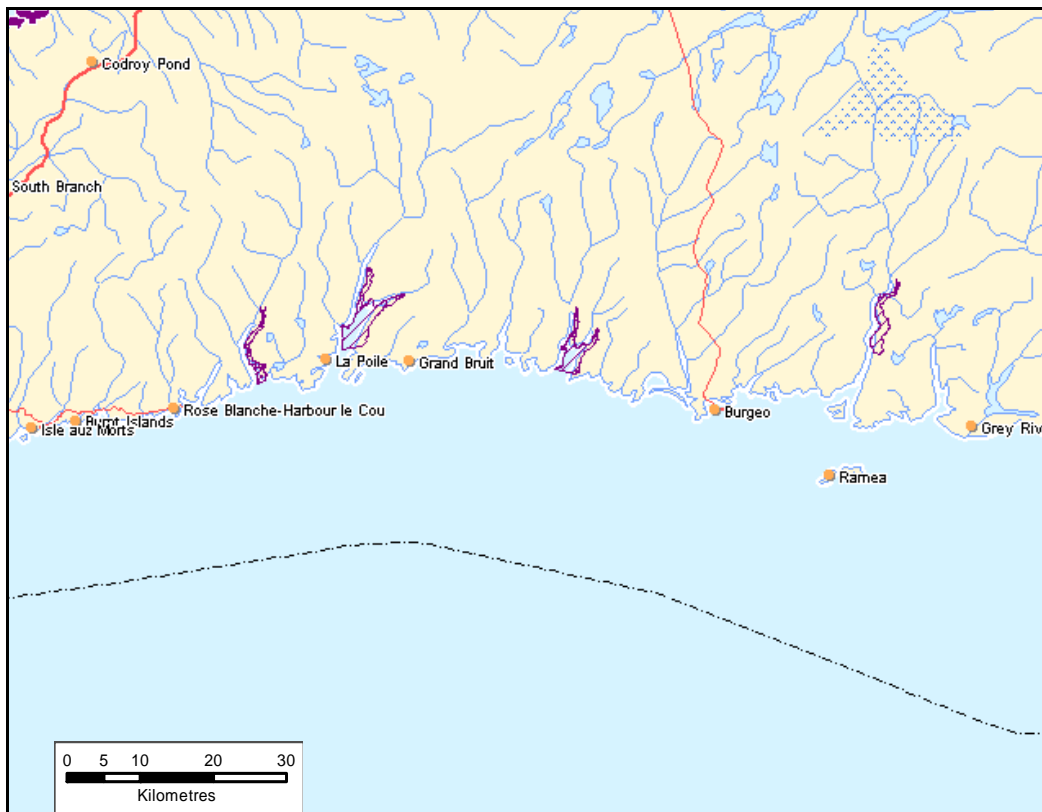 Codroy Pond
South Branch
La Poile
Grand Bruit
Rose Blanche-Harbour le Cou
Burnt Islands
Isle aux Morts
Burgeo
Grey Riv
Ramea
0 5 10 20 30
Kilometres